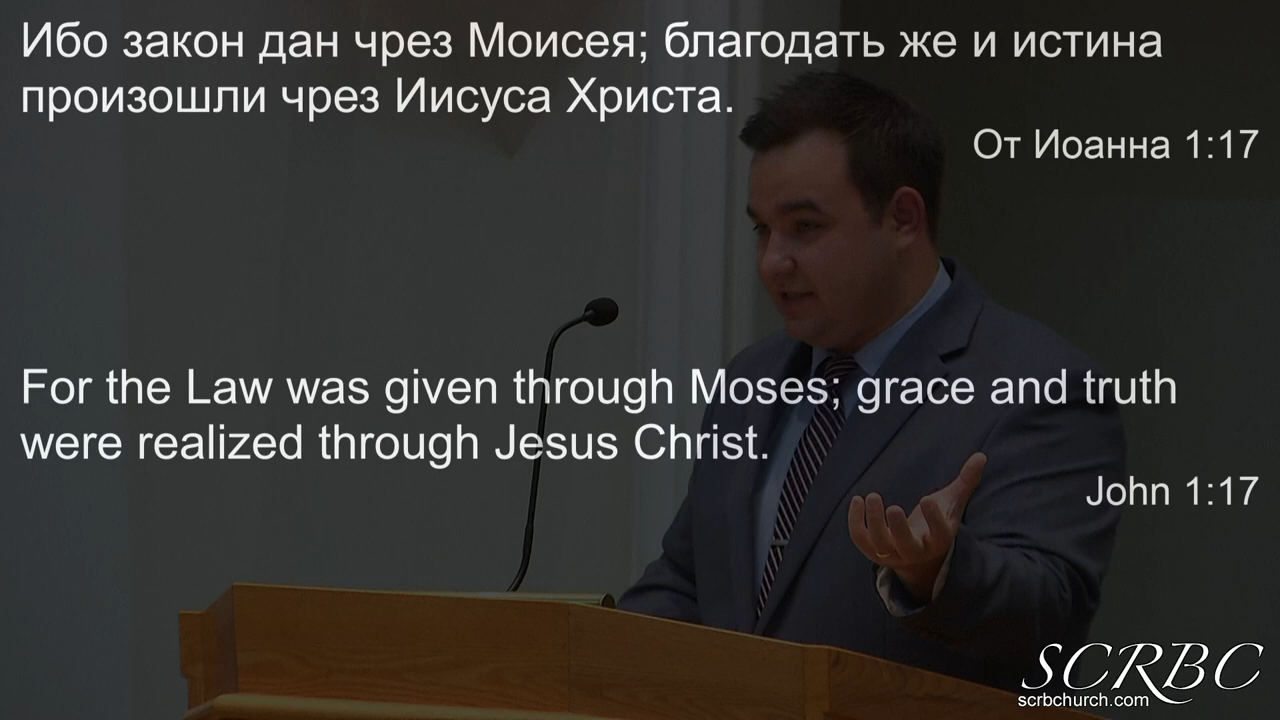 Ибо закон дан чрез Моисея; благодать же и истина
произошли чрез Иисуса Христа.
От Иоанна 1:17
For the Law was given through Moses; grace and truth
were realized through Jesus Christ.
John 1:17
SCRBC
scrbchurch.com